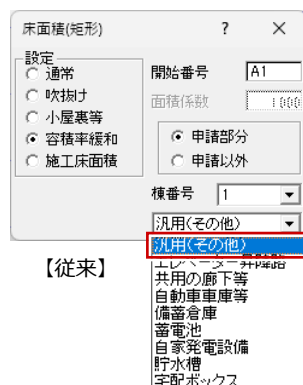 床面積(矩形) ? ×
設定
通常
吹抜け
小屋裏等
容積率緩和
施工床面積
開始番号 A1
面積係数 1.000
申請部分
申請以外
棟番号 1
汎用(その他)
汎用(その他)
エレベーター昇降路
共用の廊下等
自動車車庫等
備蓄倉庫
蓄電池
自家発電設備
貯水槽
宅配ボックス
【従来】